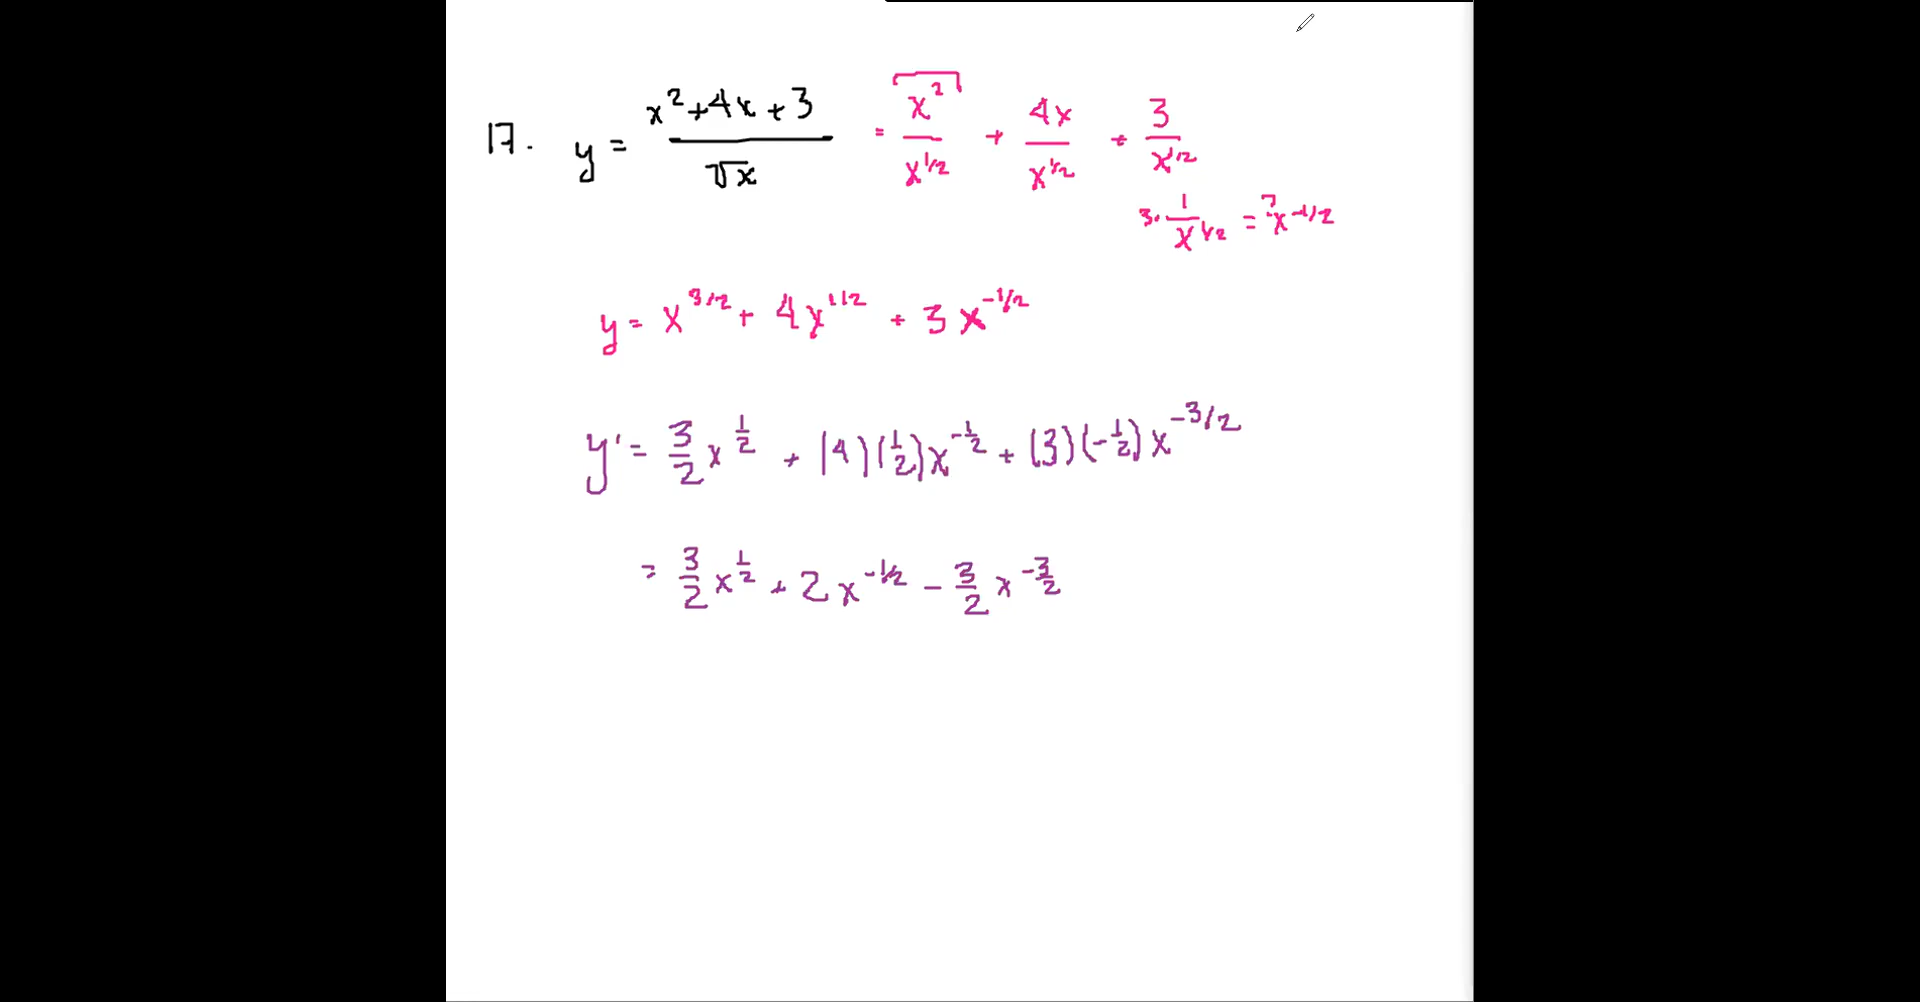 17. y = (x² + 4x + 3)/√x = x²/x^(1/2) + 4x/x^(1/2) + 3/x^(1/2)
3 · 1/x^(1/2) = x^(-1/2)
y = x^(3/2) + 4x^(1/2) + 3x^(-1/2)
y' = 3/2 x^(1/2) + (4)(1/2)x^(-1/2) + (3)(-1/2)x^(-3/2)
= 3/2 x^(1/2) + 2x^(-1/2) - 3/2 x^(-3/2)